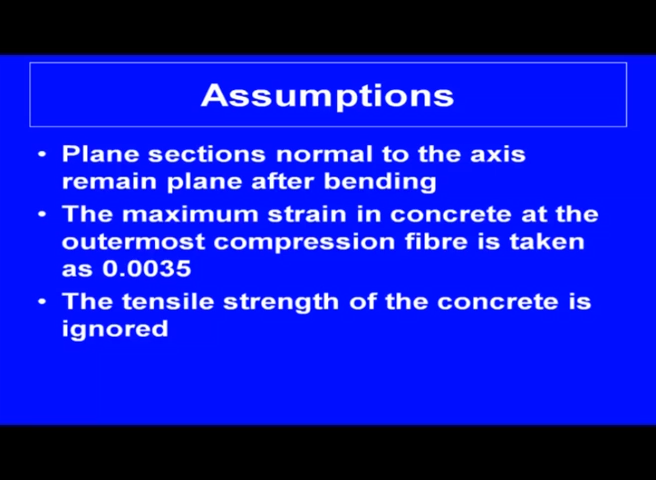 Assumptions
• Plane sections normal to the axis
remain plane after bending
• The maximum strain in concrete at the
outermost compression fibre is taken
as 0.0035
• The tensile strength of the concrete is
ignored